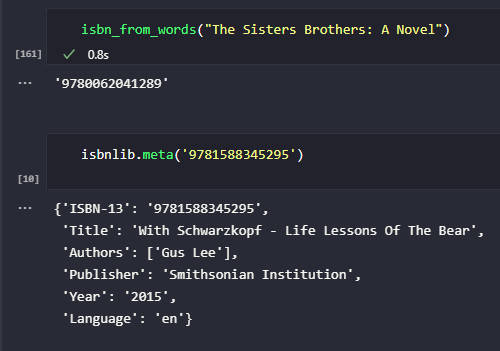 isbn_from_words("The Sisters Brothers: A Novel")
[161]
0.8s
... '9780062041289'
isbnlib.meta('9781588345295')
[10]
... {'ISBN-13': '9781588345295',
'Title': 'With Schwarzkopf - Life Lessons Of The Bear',
'Authors': ['Gus Lee'],
'Publisher': 'Smithsonian Institution',
'Year': '2015',
'Language': 'en'}